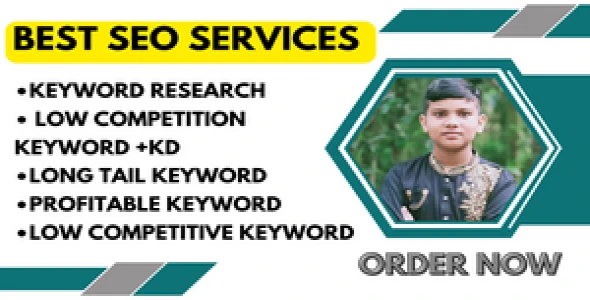 BEST SEO SERVICES
•KEYWORD RESEARCH
• LOW COMPETITION
KEYWORD +KD
•LONG TAIL KEYWORD
•PROFITABLE KEYWORD
•LOW COMPETITIVE KEYWORD
ORDER NOW